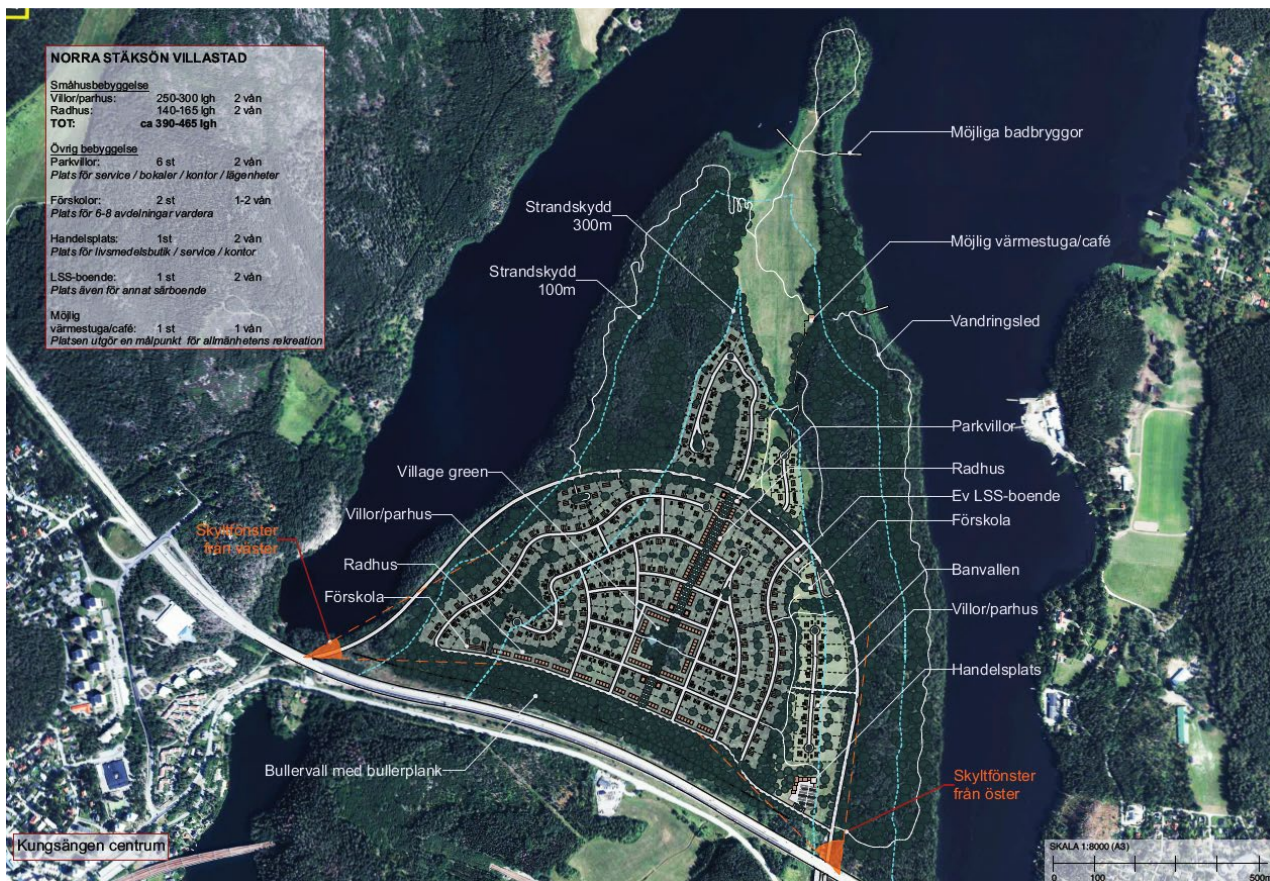 NORRA STÄKSÖN VILLASTAD
Småhusbebyggelse
Villor/parhus: 250-300 lgh 2 vån
Radhus: 140-165 lgh 2 vån
TOT: ca 390-465 lgh
Övrig bebyggelse
Parkvillor: 6 st 2 vån
Plats för service / bokaler / kontor / lägenheter
Förskolor: 2 st 1-2 vån
Plats för 6-8 avdelningar vardera
Handelsplats: 1st 2 vån
Plats för livsmedelsbutik / service / kontor
LSS-boende: 1 st 2 vån
Plats även för annat särboende
Möjlig
värmestuga/café: 1 st 1 vån
Platsen utgör en målpunkt för allmänhetens rekreation
Möjliga badbryggor
Strandskydd
300m
Möjlig värmestuga/café
Strandskydd
100m
Vandringsled
Parkvillor
Village green
Radhus
Ev LSS-boende
Villor/parhus
Förskola
Skyltfönster
från väster
Radhus
Banvallen
Förskola
Villor/parhus
Handelsplats
Bullervall med bullerplank
Skyltfönster
från öster
Kungsängen centrum
SKALA 1:8000 (A3)
0 100 500m